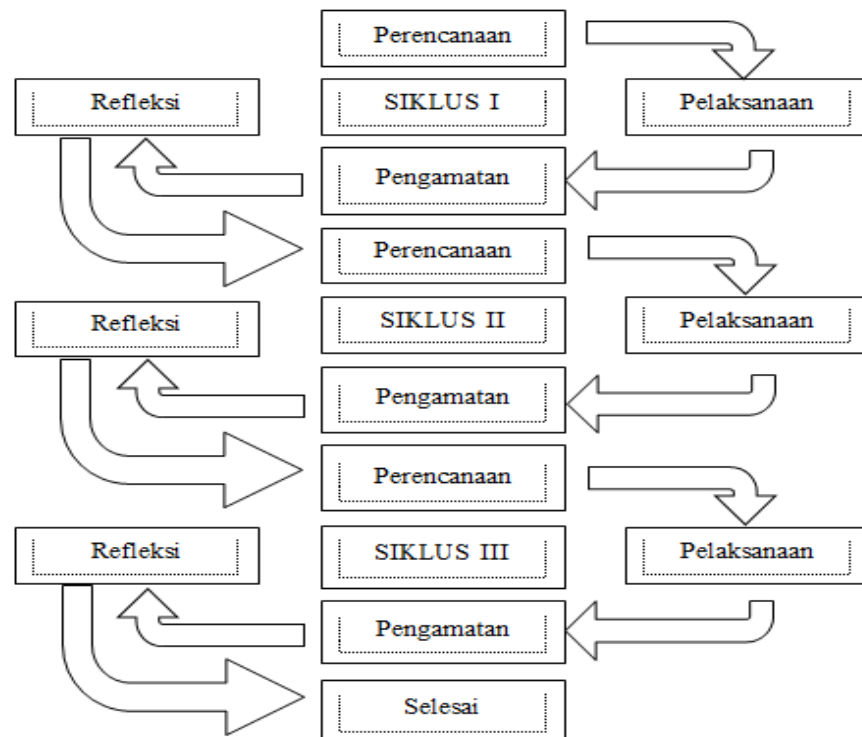 Perencanaan
Refleksi
SIKLUS I
Pelaksanaan
Pengamatan
Perencanaan
Refleksi
SIKLUS II
Pelaksanaan
Pengamatan
Perencanaan
Refleksi
SIKLUS III
Pelaksanaan
Pengamatan
Selesai